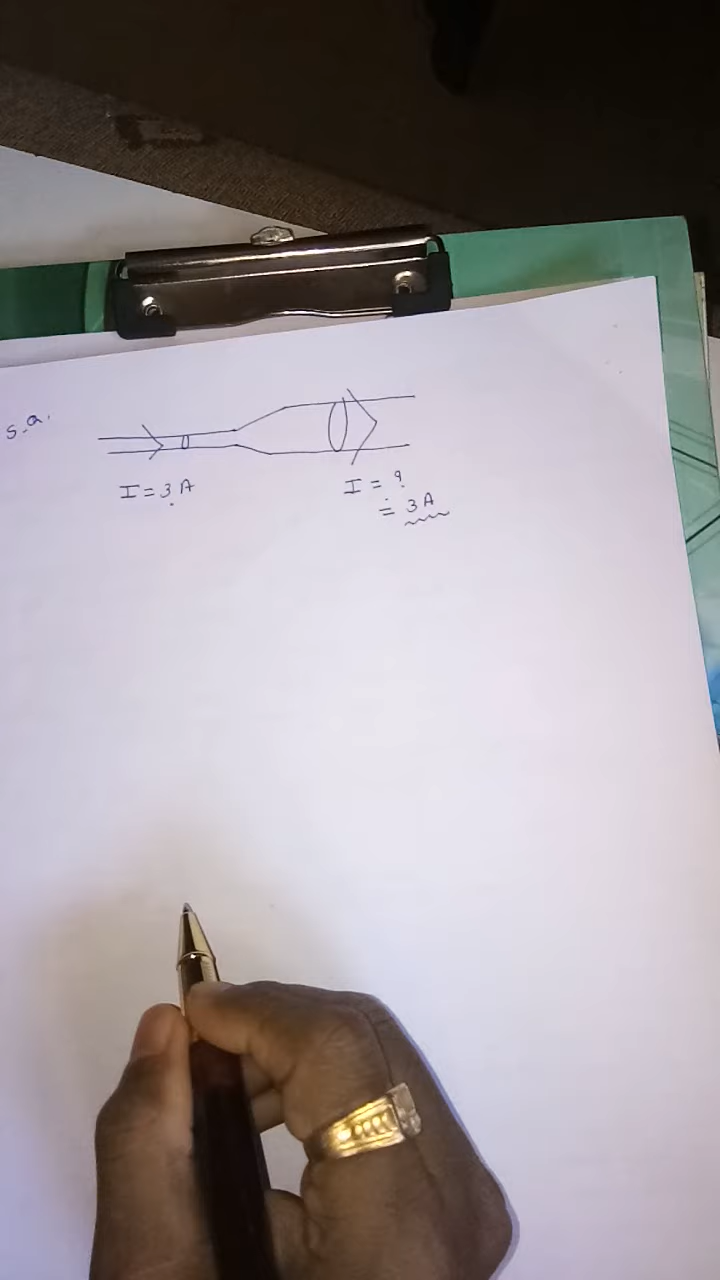 S.a.
I = 3 A
I = ?
= 3 A